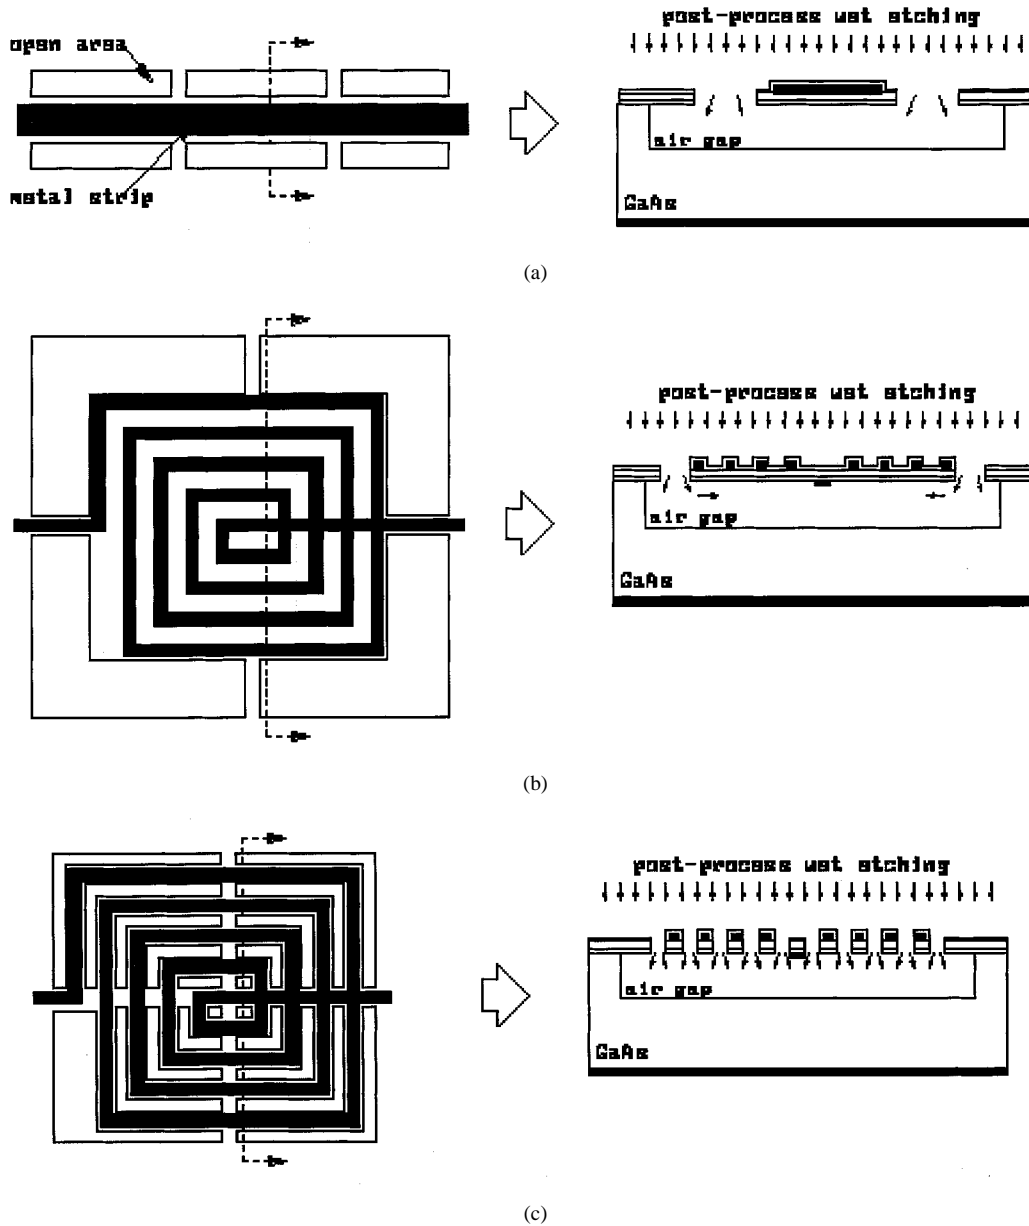 post-process wet etching
open area
air gap
metal strip
GaAs
(a)
post-process wet etching
air gap
GaAs
(b)
post-process wet etching
air gap
GaAs
(c)